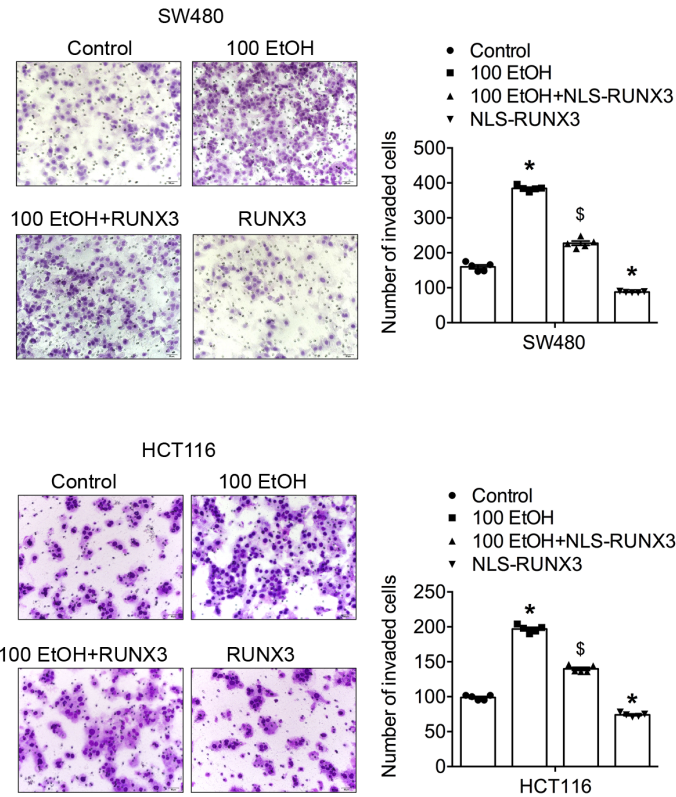 SW480
Control
100 EtOH
100 EtOH+RUNX3
RUNX3
Control
100 EtOH
100 EtOH+NLS-RUNX3
NLS-RUNX3
Number of invaded cells
500
400
300
200
100
0
*
$
*
SW480
HCT116
Control
100 EtOH
100 EtOH+RUNX3
RUNX3
Control
100 EtOH
100 EtOH+NLS-RUNX3
NLS-RUNX3
Number of invaded cells
250
200
150
100
50
0
*
$
*
HCT116